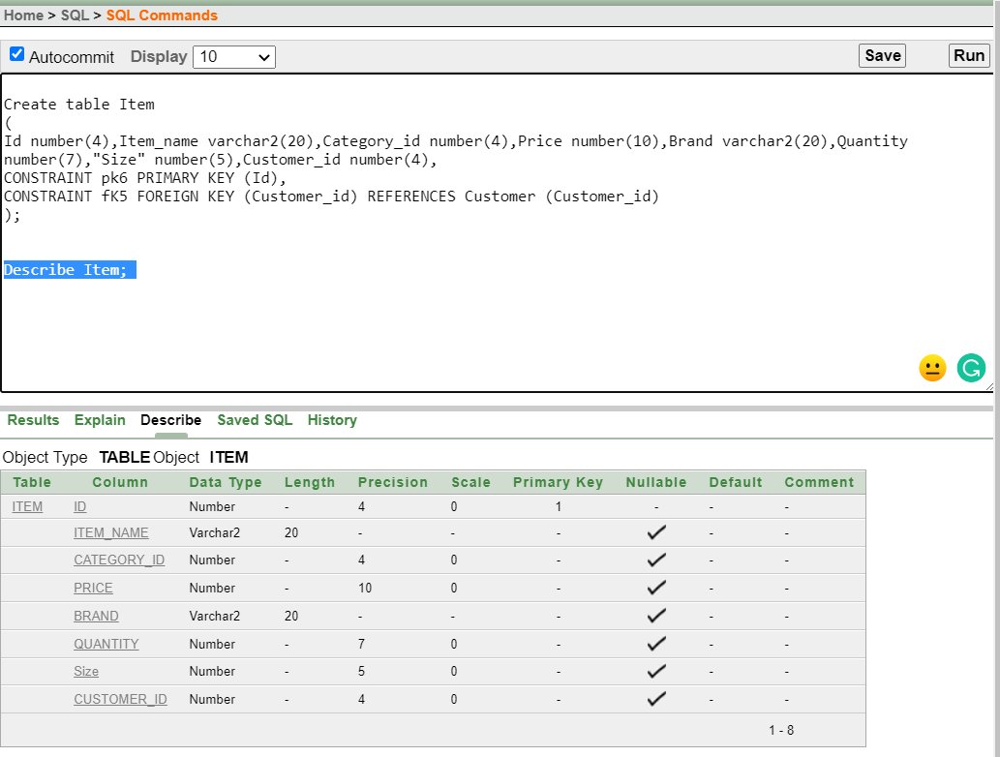 Home > SQL > SQL Commands
Autocommit Display 10 Save Run
Create table Item
(
Id number(4),Item_name varchar2(20),Category_id number(4),Price number(10),Brand varchar2(20),Quantity
number(7),"Size" number(5),Customer_id number(4),
CONSTRAINT pk6 PRIMARY KEY (Id),
CONSTRAINT fK5 FOREIGN KEY (Customer_id) REFERENCES Customer (Customer_id)
);
Describe Item;
Results Explain Describe Saved SQL History
Object Type TABLE Object ITEM
Table Column Data Type Length Precision Scale Primary Key Nullable Default Comment
ITEM ID Number - 4 0 1 - - -
ITEM_NAME Varchar2 20 - - - ✓ - -
CATEGORY_ID Number - 4 0 - ✓ - -
PRICE Number - 10 0 - ✓ - -
BRAND Varchar2 20 - - - ✓ - -
QUANTITY Number - 7 0 - ✓ - -
Size Number - 5 0 - ✓ - -
CUSTOMER_ID Number - 4 0 - ✓ - -
1 - 8